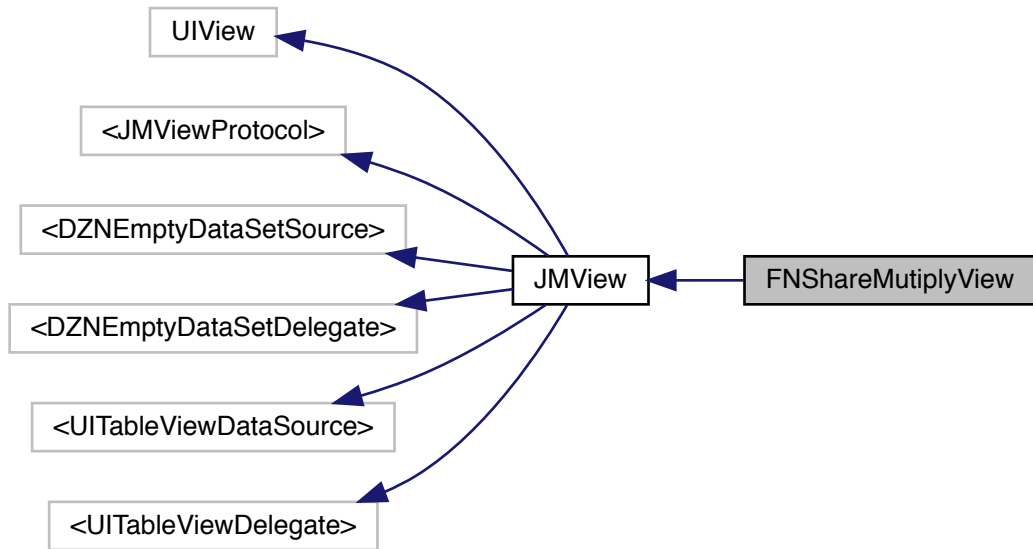 UIView
<JMViewProtocol>
<DZNEmptyDataSetSource>
<DZNEmptyDataSetDelegate>
<UITableViewDataSource>
<UITableViewDelegate>
JMView
FNShareMutiplyView